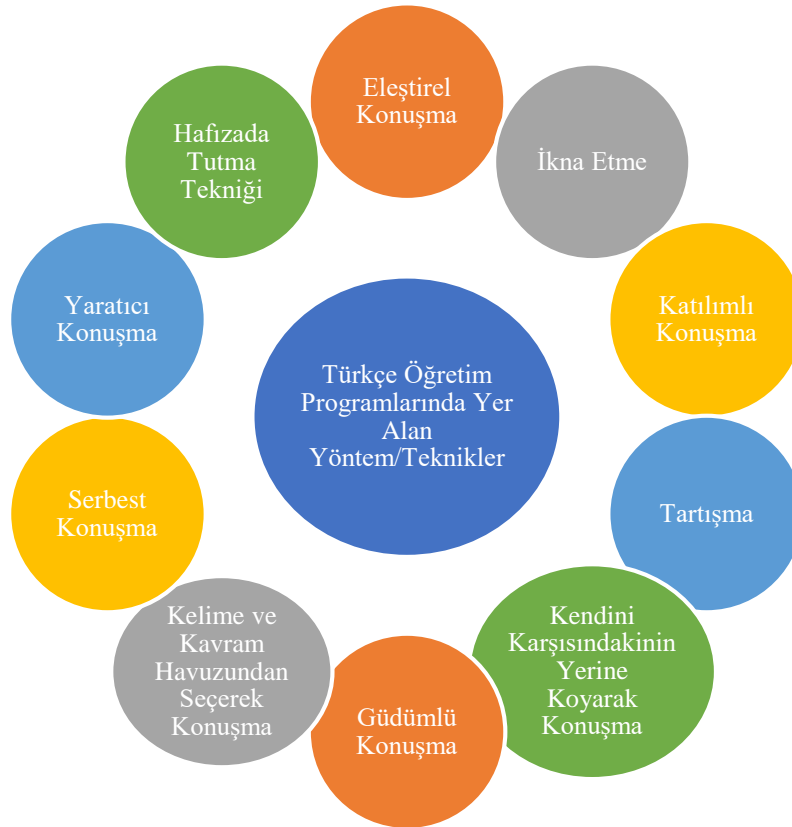 Eleştirel
Konuşma
İkna Etme
Katılımlı
Konuşma
Tartışma
Kendini
Karşısındakinin
Yerine
Koyarak
Konuşma
Güdümlü
Konuşma
Kelime ve
Kavram
Havuzundan
Seçerek
Konuşma
Serbest
Konuşma
Yaratıcı
Konuşma
Hafızada
Tutma
Tekniği
Türkçe Öğretim
Programlarında Yer
Alan
Yöntem/Teknikler